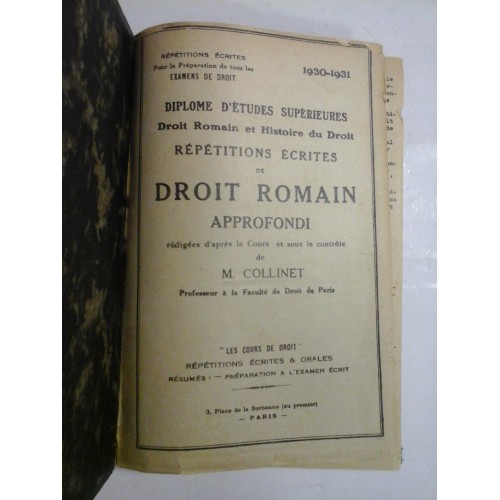 RÉPÉTITIONS ÉCRITES
Pour la Préparation de tous les
EXAMENS DE DROIT
1930-1931
DIPLOME D'ÉTUDES SUPÉRIEURES
Droit Romain et Histoire du Droit
RÉPÉTITIONS ÉCRITES
DE
DROIT ROMAIN
APPROFONDI
rédigées d'après le Cours et sous le contrôle
de
M. COLLINET
Professeur à la Faculté de Droit de Paris
"LES COURS DE DROIT"
RÉPÉTITIONS ÉCRITES & ORALES
RÉSUMÉS : — PRÉPARATION A L'EXAMEN ÉCRIT
3, Place de la Sorbonne (au premier)
— PARIS —